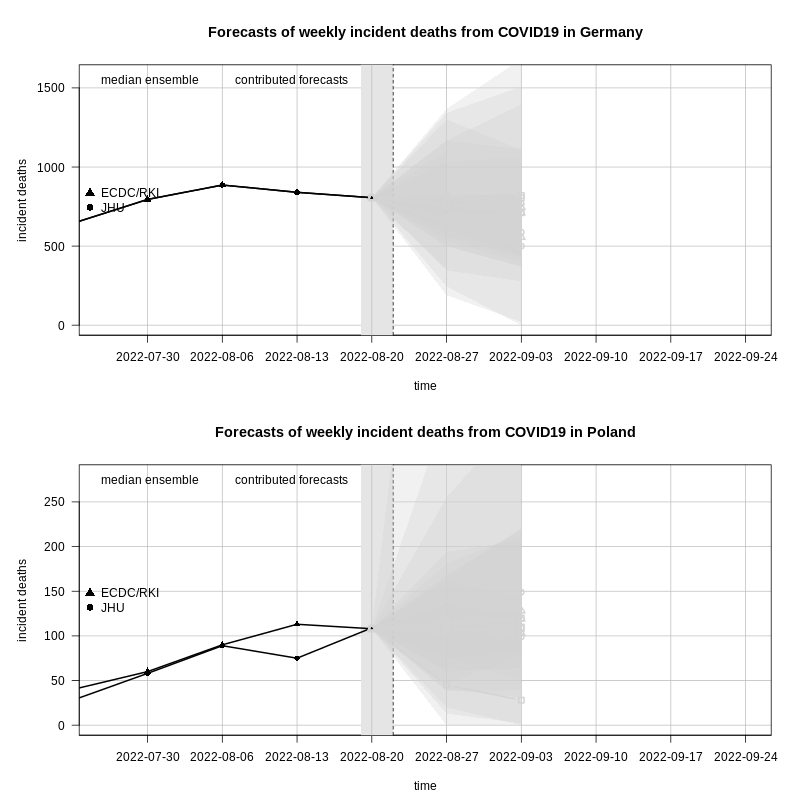 Forecasts of weekly incident deaths from COVID19 in Germany
median ensemble contributed forecasts
1500
1000
500
0
ECDC/RKI
JHU
incident deaths
2022-07-30 2022-08-06 2022-08-13 2022-08-20 2022-08-27 2022-09-03 2022-09-10 2022-09-17 2022-09-24
time
Forecasts of weekly incident deaths from COVID19 in Poland
median ensemble contributed forecasts
250
200
150
100
50
0
ECDC/RKI
JHU
incident deaths
2022-07-30 2022-08-06 2022-08-13 2022-08-20 2022-08-27 2022-09-03 2022-09-10 2022-09-17 2022-09-24
time